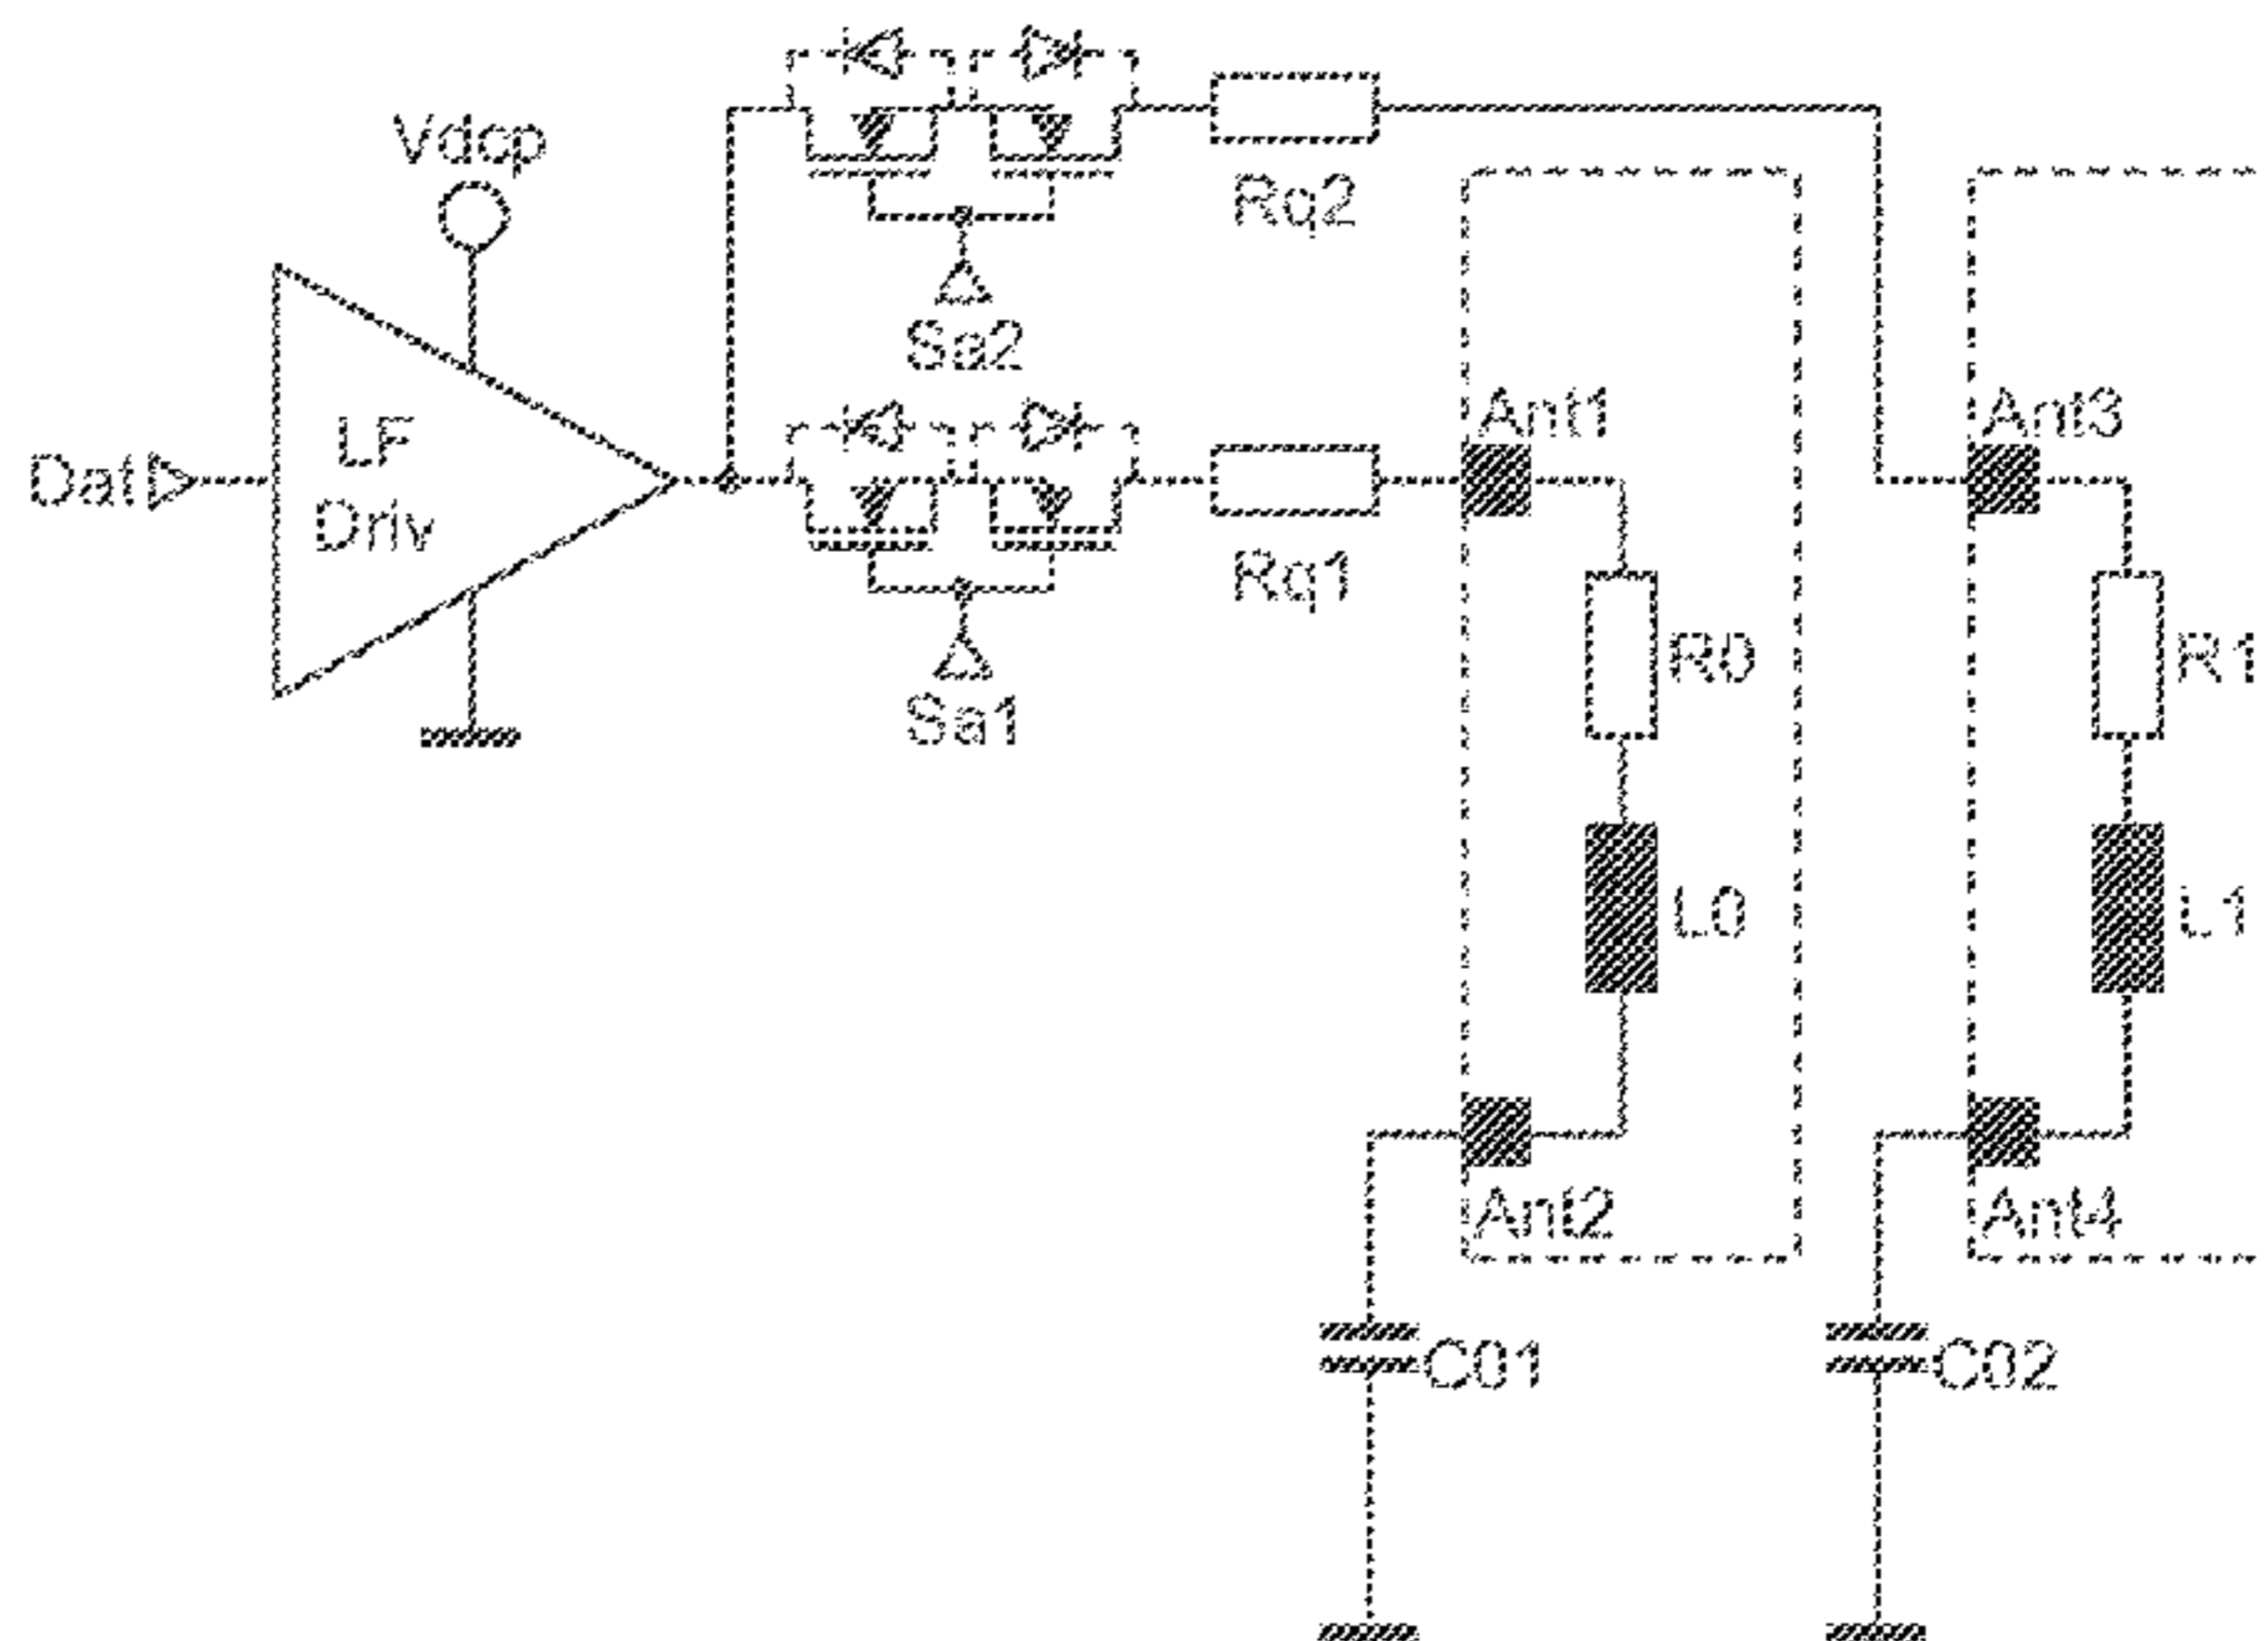 Vdcp
Rq2
Sa2
LF
Driv
Dat
Ant1
Ant3
Rq1
R0
R1
Sa1
L0
L1
Ant2
Ant4
C01
C02